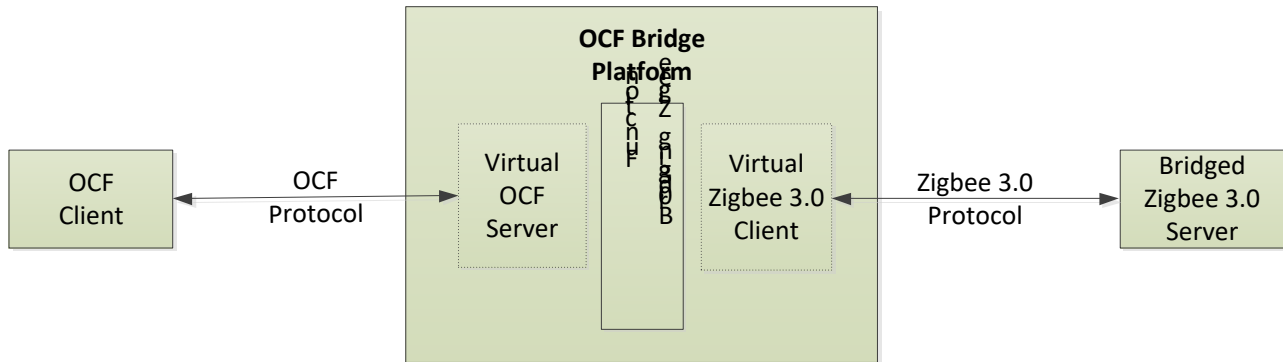 OCF Bridge
Platform
OCF
Client
OCF
Protocol
Virtual
OCF
Server
Function
Virtual
Zigbee 3.0
Client
Zigbee 3.0
Protocol
Bridged
Zigbee 3.0
Server